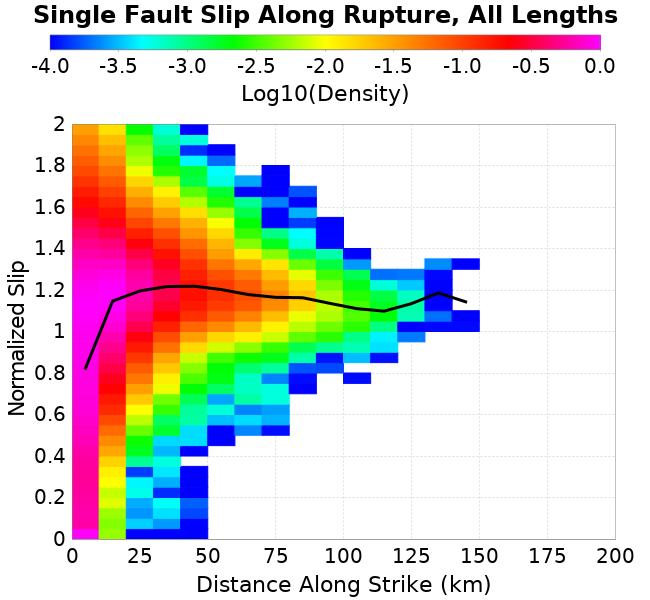 Single Fault Slip Along Rupture, All Lengths
-4.0 -3.5 -3.0 -2.5 -2.0 -1.5 -1.0 -0.5 0.0
Log10(Density)
Normalized Slip
2
1.8
1.6
1.4
1.2
1
0.8
0.6
0.4
0.2
0
0 25 50 75 100 125 150 175 200
Distance Along Strike (km)